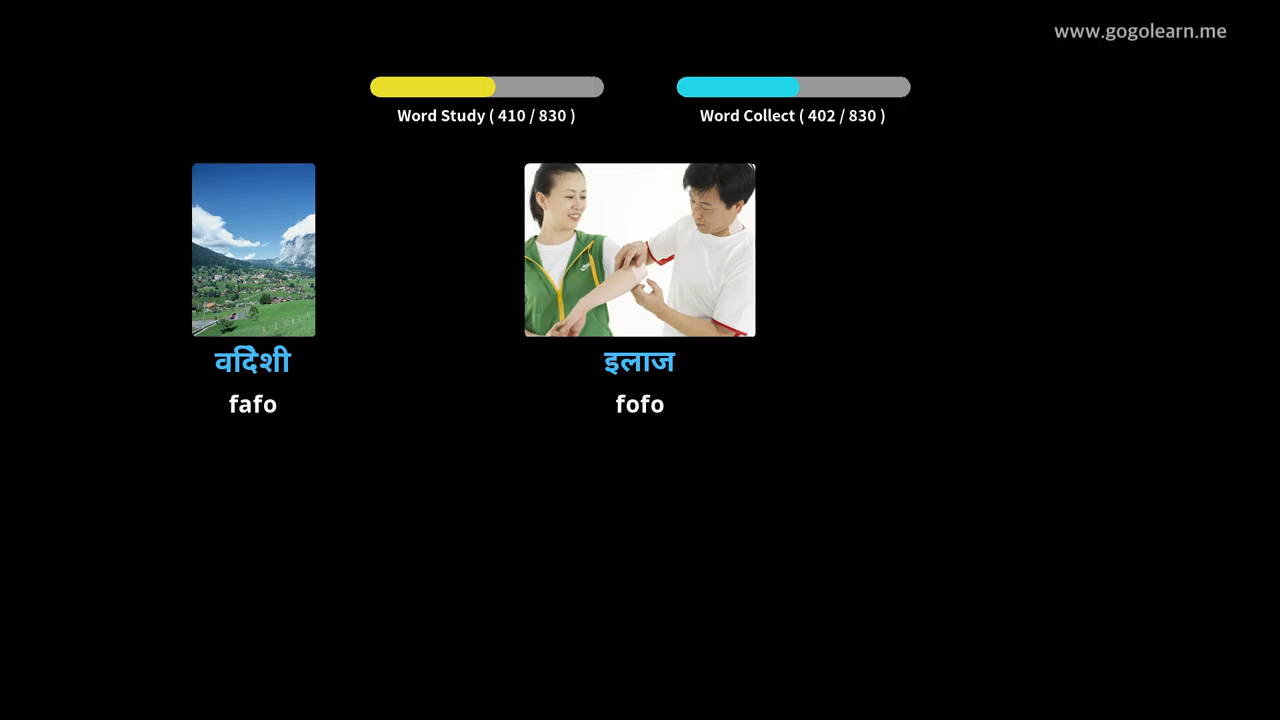 www.gogolearn.me
Word Study ( 410 / 830 )
Word Collect ( 402 / 830 )
वदिेशी
इलाज
fafo
fofo